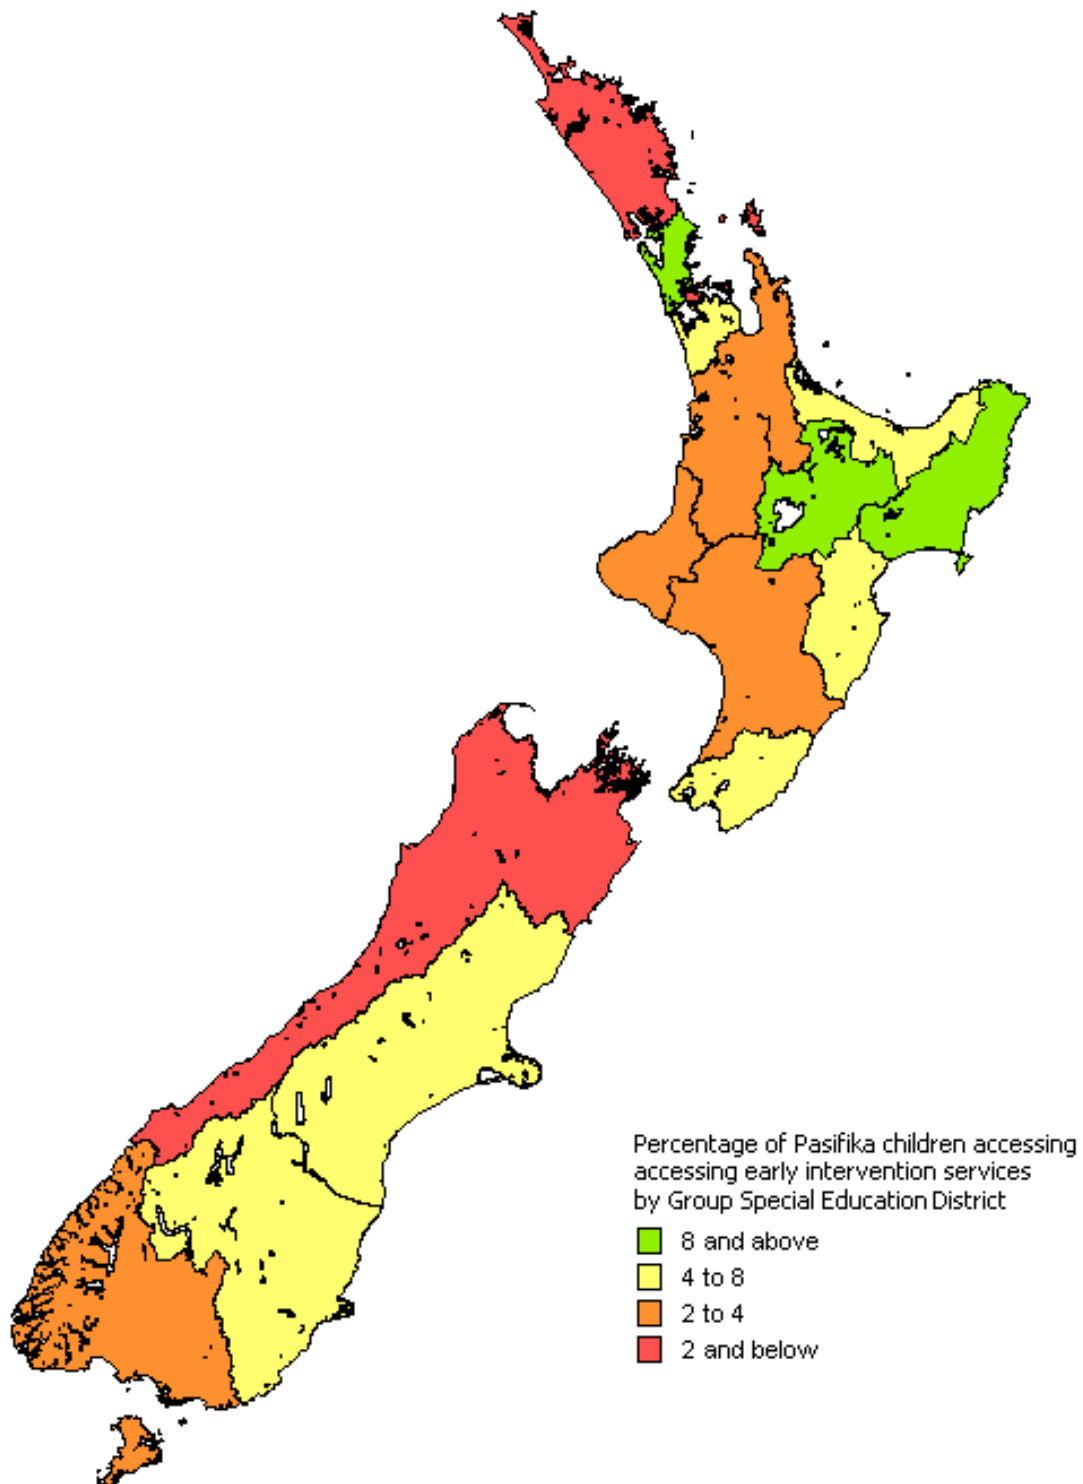 Percentage of Pasifika children accessing
accessing early intervention services
by Group Special Education District
8 and above
4 to 8
2 to 4
2 and below